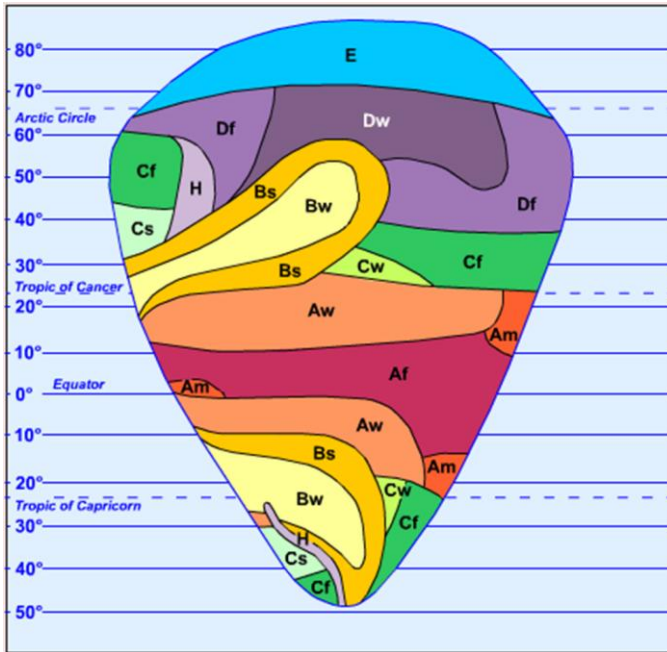 80°
E
70°
Arctic Circle
Df
Dw
60°
Cf
H
50°
Bs
Bw
Df
40°
Cs
Cf
30°
Bs
Cw
Tropic of Cancer
20°
Aw
Am
10°
Af
Am
Equator
0°
Aw
10°
Bs
Am
20°
Cw
Bw
Tropic of Capricorn
Cf
30°
H
Cs
40°
Cf
50°